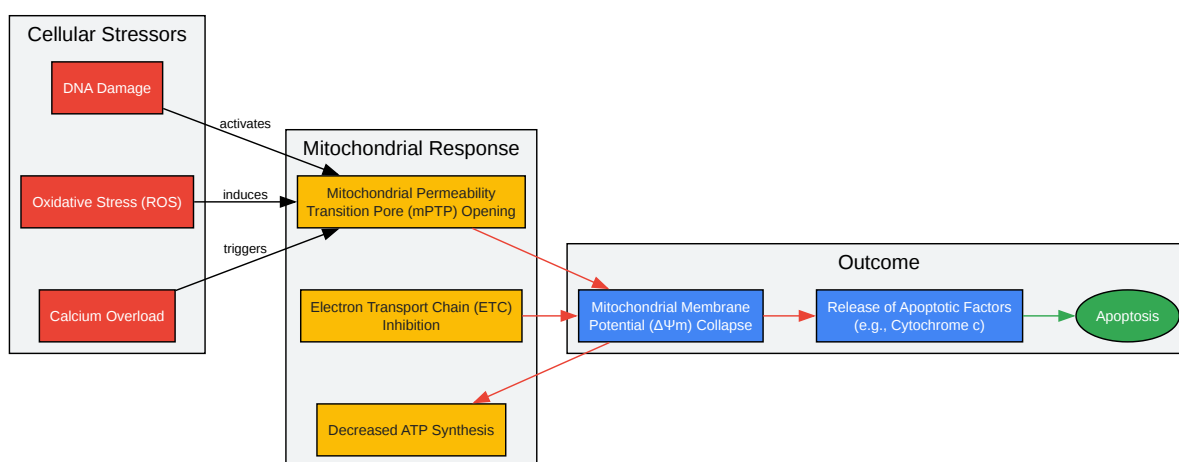 Cellular Stressors
DNA Damage
Oxidative Stress (ROS)
Calcium Overload
activates
induces
triggers
Mitochondrial Response
Mitochondrial Permeability
Transition Pore (mPTP) Opening
Electron Transport Chain (ETC)
Inhibition
Decreased ATP Synthesis
Outcome
Mitochondrial Membrane
Potential (ΔΨm) Collapse
Release of Apoptotic Factors
(e.g., Cytochrome c)
Apoptosis